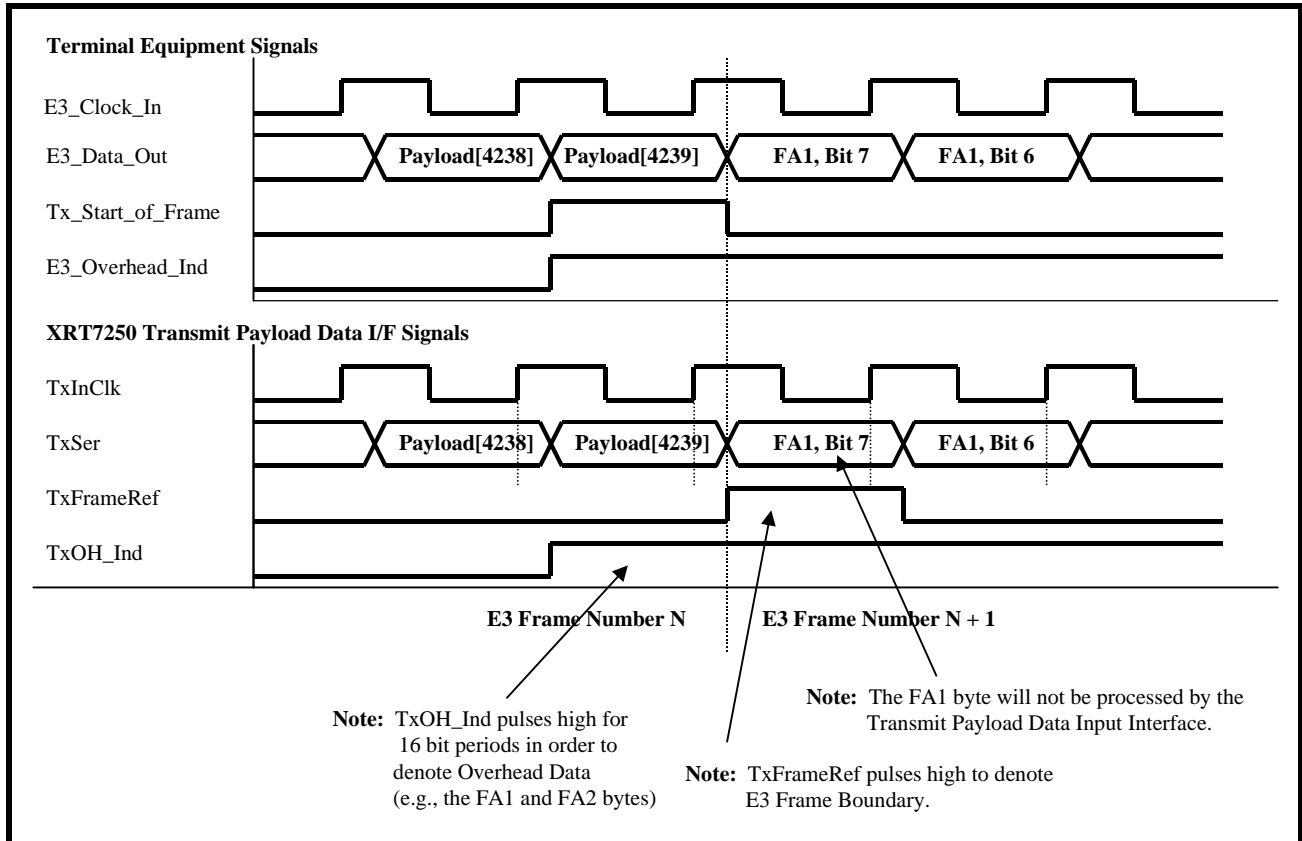 Terminal Equipment Signals
E3_Clock_In
E3_Data_Out
Payload[4238]
Payload[4239]
FA1, Bit 7
FA1, Bit 6
Tx_Start_of_Frame
E3_Overhead_Ind
XRT7250 Transmit Payload Data I/F Signals
TxInClk
TxSer
Payload[4238]
Payload[4239]
FA1, Bit 7
FA1, Bit 6
TxFrameRef
TxOH_Ind
E3 Frame Number N
E3 Frame Number N + 1
Note: The FA1 byte will not be processed by the
Transmit Payload Data Input Interface.
Note: TxOH_Ind pulses high for
16 bit periods in order to
denote Overhead Data
(e.g., the FA1 and FA2 bytes)
Note: TxFrameRef pulses high to denote
E3 Frame Boundary.